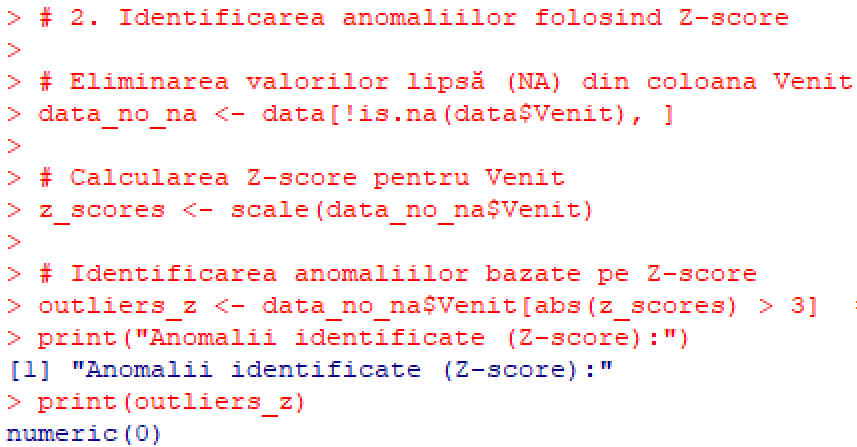 > # 2. Identificarea anomaliilor folosind Z-score
>
> # Eliminarea valorilor lipsă (NA) din coloana Venit
> data_no_na <- data[!is.na(data$Venit), ]
>
> # Calcularea Z-score pentru Venit
> z_scores <- scale(data_no_na$Venit)
>
> # Identificarea anomaliilor bazate pe Z-score
> outliers_z <- data_no_na$Venit[abs(z_scores) > 3]
> print("Anomalii identificate (Z-score):")
[1] "Anomalii identificate (Z-score):"
> print(outliers_z)
numeric(0)